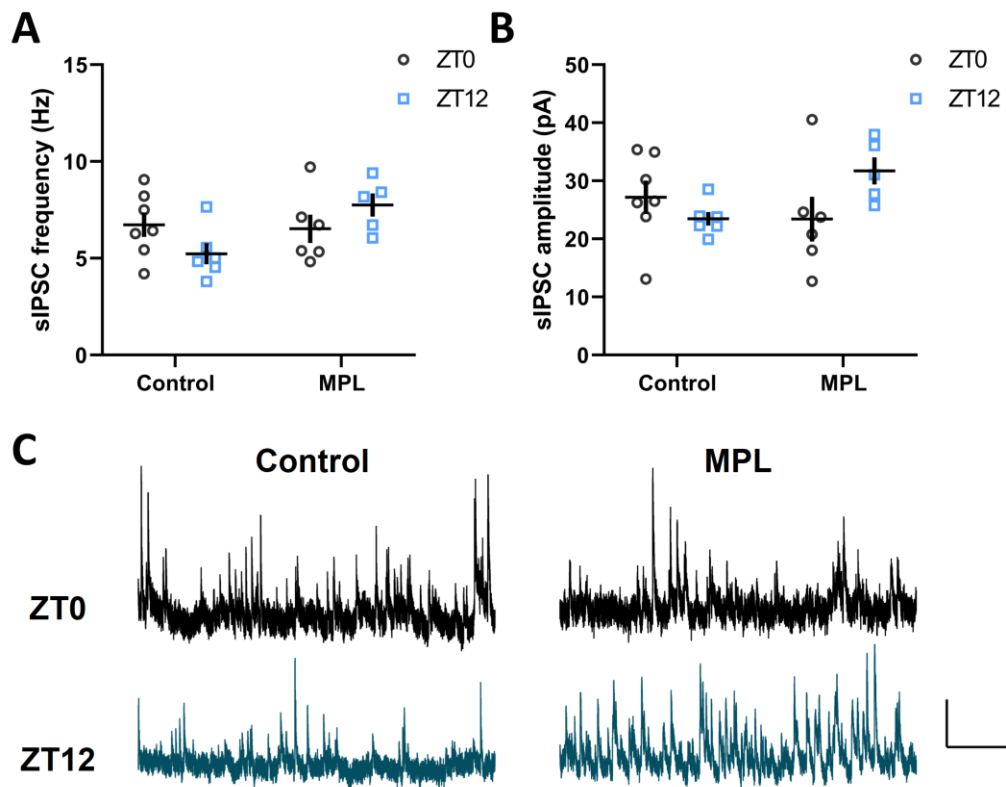 A
sIPSC frequency (Hz)
15
10
5
0
Control
MPL
ZT0
ZT12
B
sIPSC amplitude (pA)
50
40
30
20
10
0
Control
MPL
ZT0
ZT12
C
Control
MPL
ZT0
ZT12